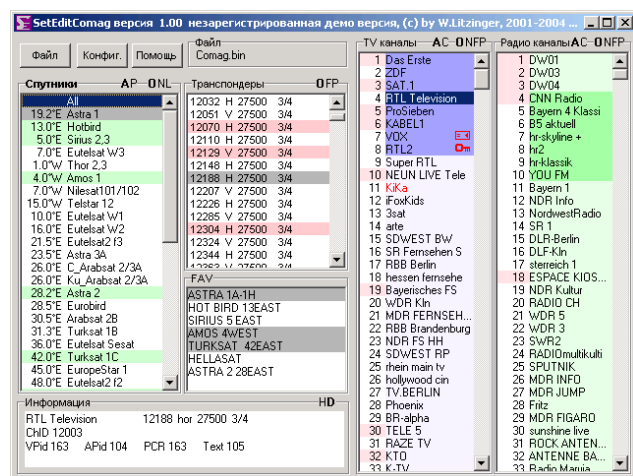 SetEditComag версия 1.00 незарегистрированная демо версия, (c) by W.Litzinger, 2001-2004 ...
Файл
Конфиг.
Помощь
Файл
Comag.bin
Спутники AP ONL
All
19.2°E Astra 1
13.0°E Hotbird
5.0°E Sirius 2,3
7.0°E Eutelsat W3
1.0°W Thor 2,3
4.0°W Amos 1
7.0°W Nilesat101/102
15.0°W Telstar 12
10.0°E Eutelsat W1
16.0°E Eutelsat W2
21.5°E Eutelsat2 f3
23.5°E Astra 3A
26.0°E C_Arabsat 2/3A
26.0°E Ku_Arabsat 2/3A
28.2°E Astra 2
28.5°E Eurobird
30.5°E Arabsat 2B
31.3°E Turksat 1B
36.0°E Eutelsat Sesat
42.0°E Turksat 1C
45.0°E EuropeStar 1
48.0°E Eutelsat2 f2
Транспондеры OFP
12032 H 27500 3/4
12051 V 27500 3/4
12070 H 27500 3/4
12110 H 27500 3/4
12129 V 27500 3/4
12148 H 27500 3/4
12188 H 27500 3/4
12207 V 27500 3/4
12226 H 27500 3/4
12285 V 27500 3/4
12304 H 27500 3/4
12324 V 27500 3/4
12344 H 27500 3/4
12363 V 27500 3/4
FAV
ASTRA 1A-1H
HOT BIRD 13EAST
SIRIUS 5 EAST
AMOS 4WEST
TURKSAT 42EAST
HELLASAT
ASTRA 2 28EAST
TV каналы AC ONFP
1 Das Erste
2 ZDF
3 SAT.1
4 RTL Television
5 ProSieben
6 KABEL1
7 VOX
8 RTL2
9 Super RTL
10 NEUN LIVE Tele
11 KiKa
12 iFoxKids
13 3sat
14 arte
15 SDWEST BW
16 SR Fernsehen S
17 RBB Berlin
18 hessen fernsehe
19 Bayerisches FS
20 WDR Kln
21 MDR FERNSEH...
22 RBB Brandenburg
23 NDR FS HH
24 SDWEST RP
25 rhein main tv
26 hollywood cin
27 TV.BERLIN
28 Phoenix
29 BR-alpha
30 TELE 5
31 RAZE TV
32 KTO
33 K-TV
Радио каналы AC ONFP
1 DW01
2 DW03
3 DW04
4 CNN Radio
5 Bayern 4 Klassi
6 B5 aktuell
7 hr-skyline +
8 hr2
9 hr-klassik
10 YOU FM
11 Bayern 1
12 NDR Info
13 NordwestRadio
14 SR 1
15 DLR-Berlin
16 DLF-Kln
17 sterreich 1
18 ESPACE KIOS...
19 NDR Kultur
20 RADIO CH
21 WDR 5
22 WDR 3
23 SWR2
24 RADIOmultikulti
25 SPUTNIK
26 MDR INFO
27 MDR JUMP
28 Fritz
29 MDR FIGARO
30 sunshine live
31 ROCK ANTEN...
32 ANTENNE BA...
33 Radio Maruja
Информация HD
RTL Television 12188 hor 27500 3/4
ChID 12003
VPid 163 APid 104 PCR 163 Text 105